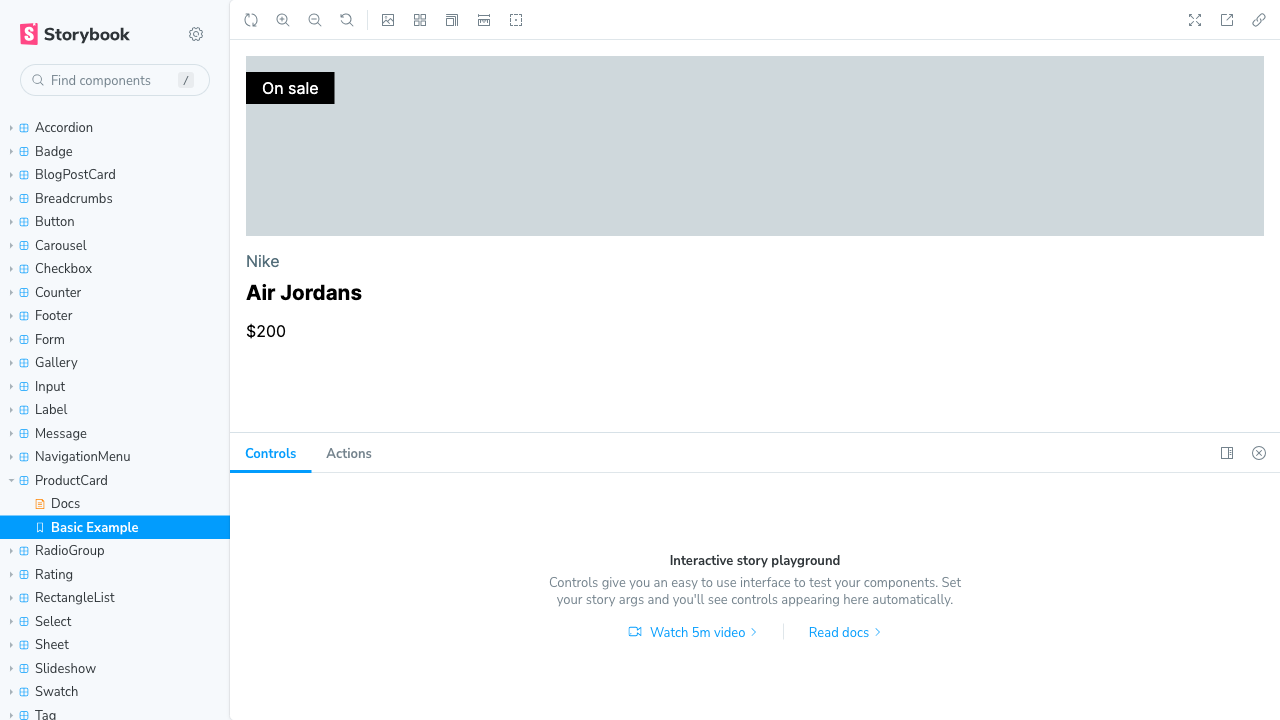 Storybook
Find components
/
Accordion
Badge
BlogPostCard
Breadcrumbs
Button
Carousel
Checkbox
Counter
Footer
Form
Gallery
Input
Label
Message
NavigationMenu
ProductCard
Docs
Basic Example
RadioGroup
Rating
RectangleList
Select
Sheet
Slideshow
Swatch
Tag
On sale
Nike
Air Jordans
$200
Controls
Actions
Interactive story playground
Controls give you an easy to use interface to test your components. Set
your story args and you'll see controls appearing here automatically.
Watch 5m video
Read docs